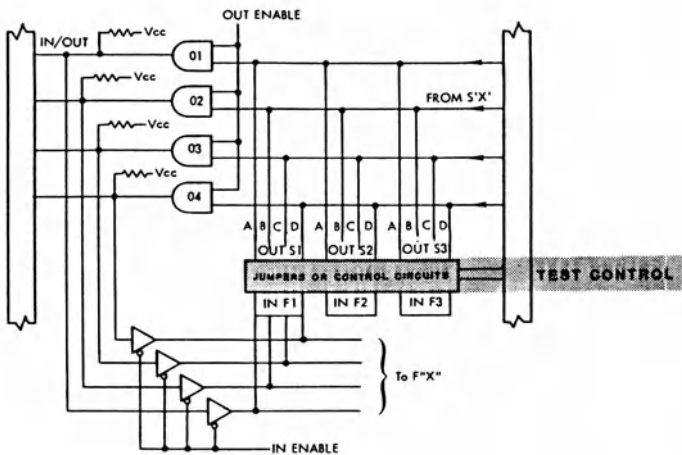 OUT ENABLE
Vcc
IN/OUT
01
Vcc
02
FROM S'X'
Vcc
03
Vcc
04
A B C D A B C D A B C D
OUT S1 OUT S2 OUT S3
JUMPERS OR CONTROL CIRCUITS
TEST CONTROL
IN F1 IN F2 IN F3
To F"X"
IN ENABLE